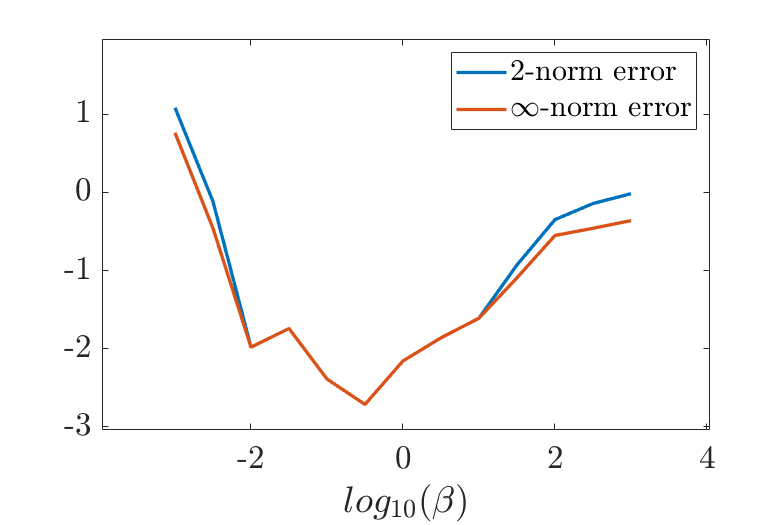 2-norm error
∞-norm error
1
0
-1
-2
-3
-2 0 2 4
log10(β)